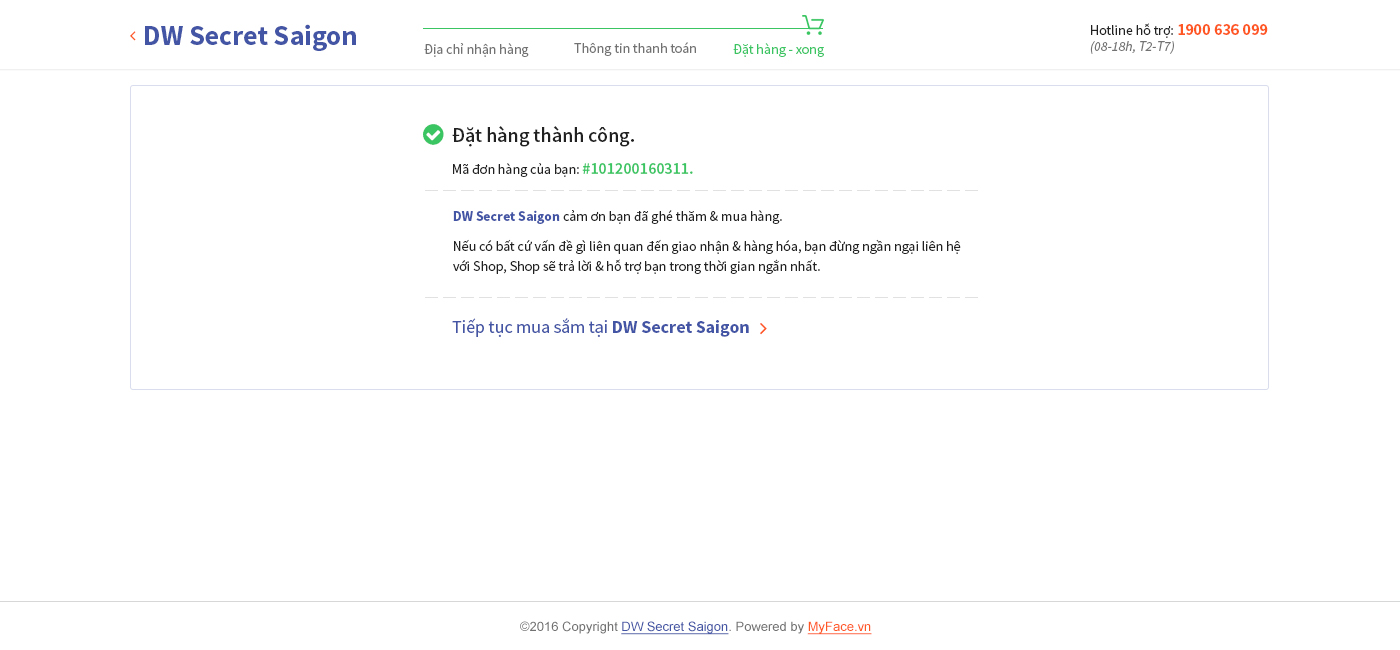 DW Secret Saigon
Địa chỉ nhận hàng
Thông tin thanh toán
Đặt hàng - xong
Hotline hỗ trợ: 1900 636 099
(08-18h, T2-T7)
Đặt hàng thành công.
Mã đơn hàng của bạn: #101200160311.
DW Secret Saigon cảm ơn bạn đã ghé thăm & mua hàng.
Nếu có bất cứ vấn đề gì liên quan đến giao nhận & hàng hóa, bạn đừng ngần ngại liên hệ
với Shop, Shop sẽ trả lời & hỗ trợ bạn trong thời gian ngắn nhất.
Tiếp tục mua sắm tại DW Secret Saigon
©2016 Copyright DW Secret Saigon. Powered by MyFace.vn